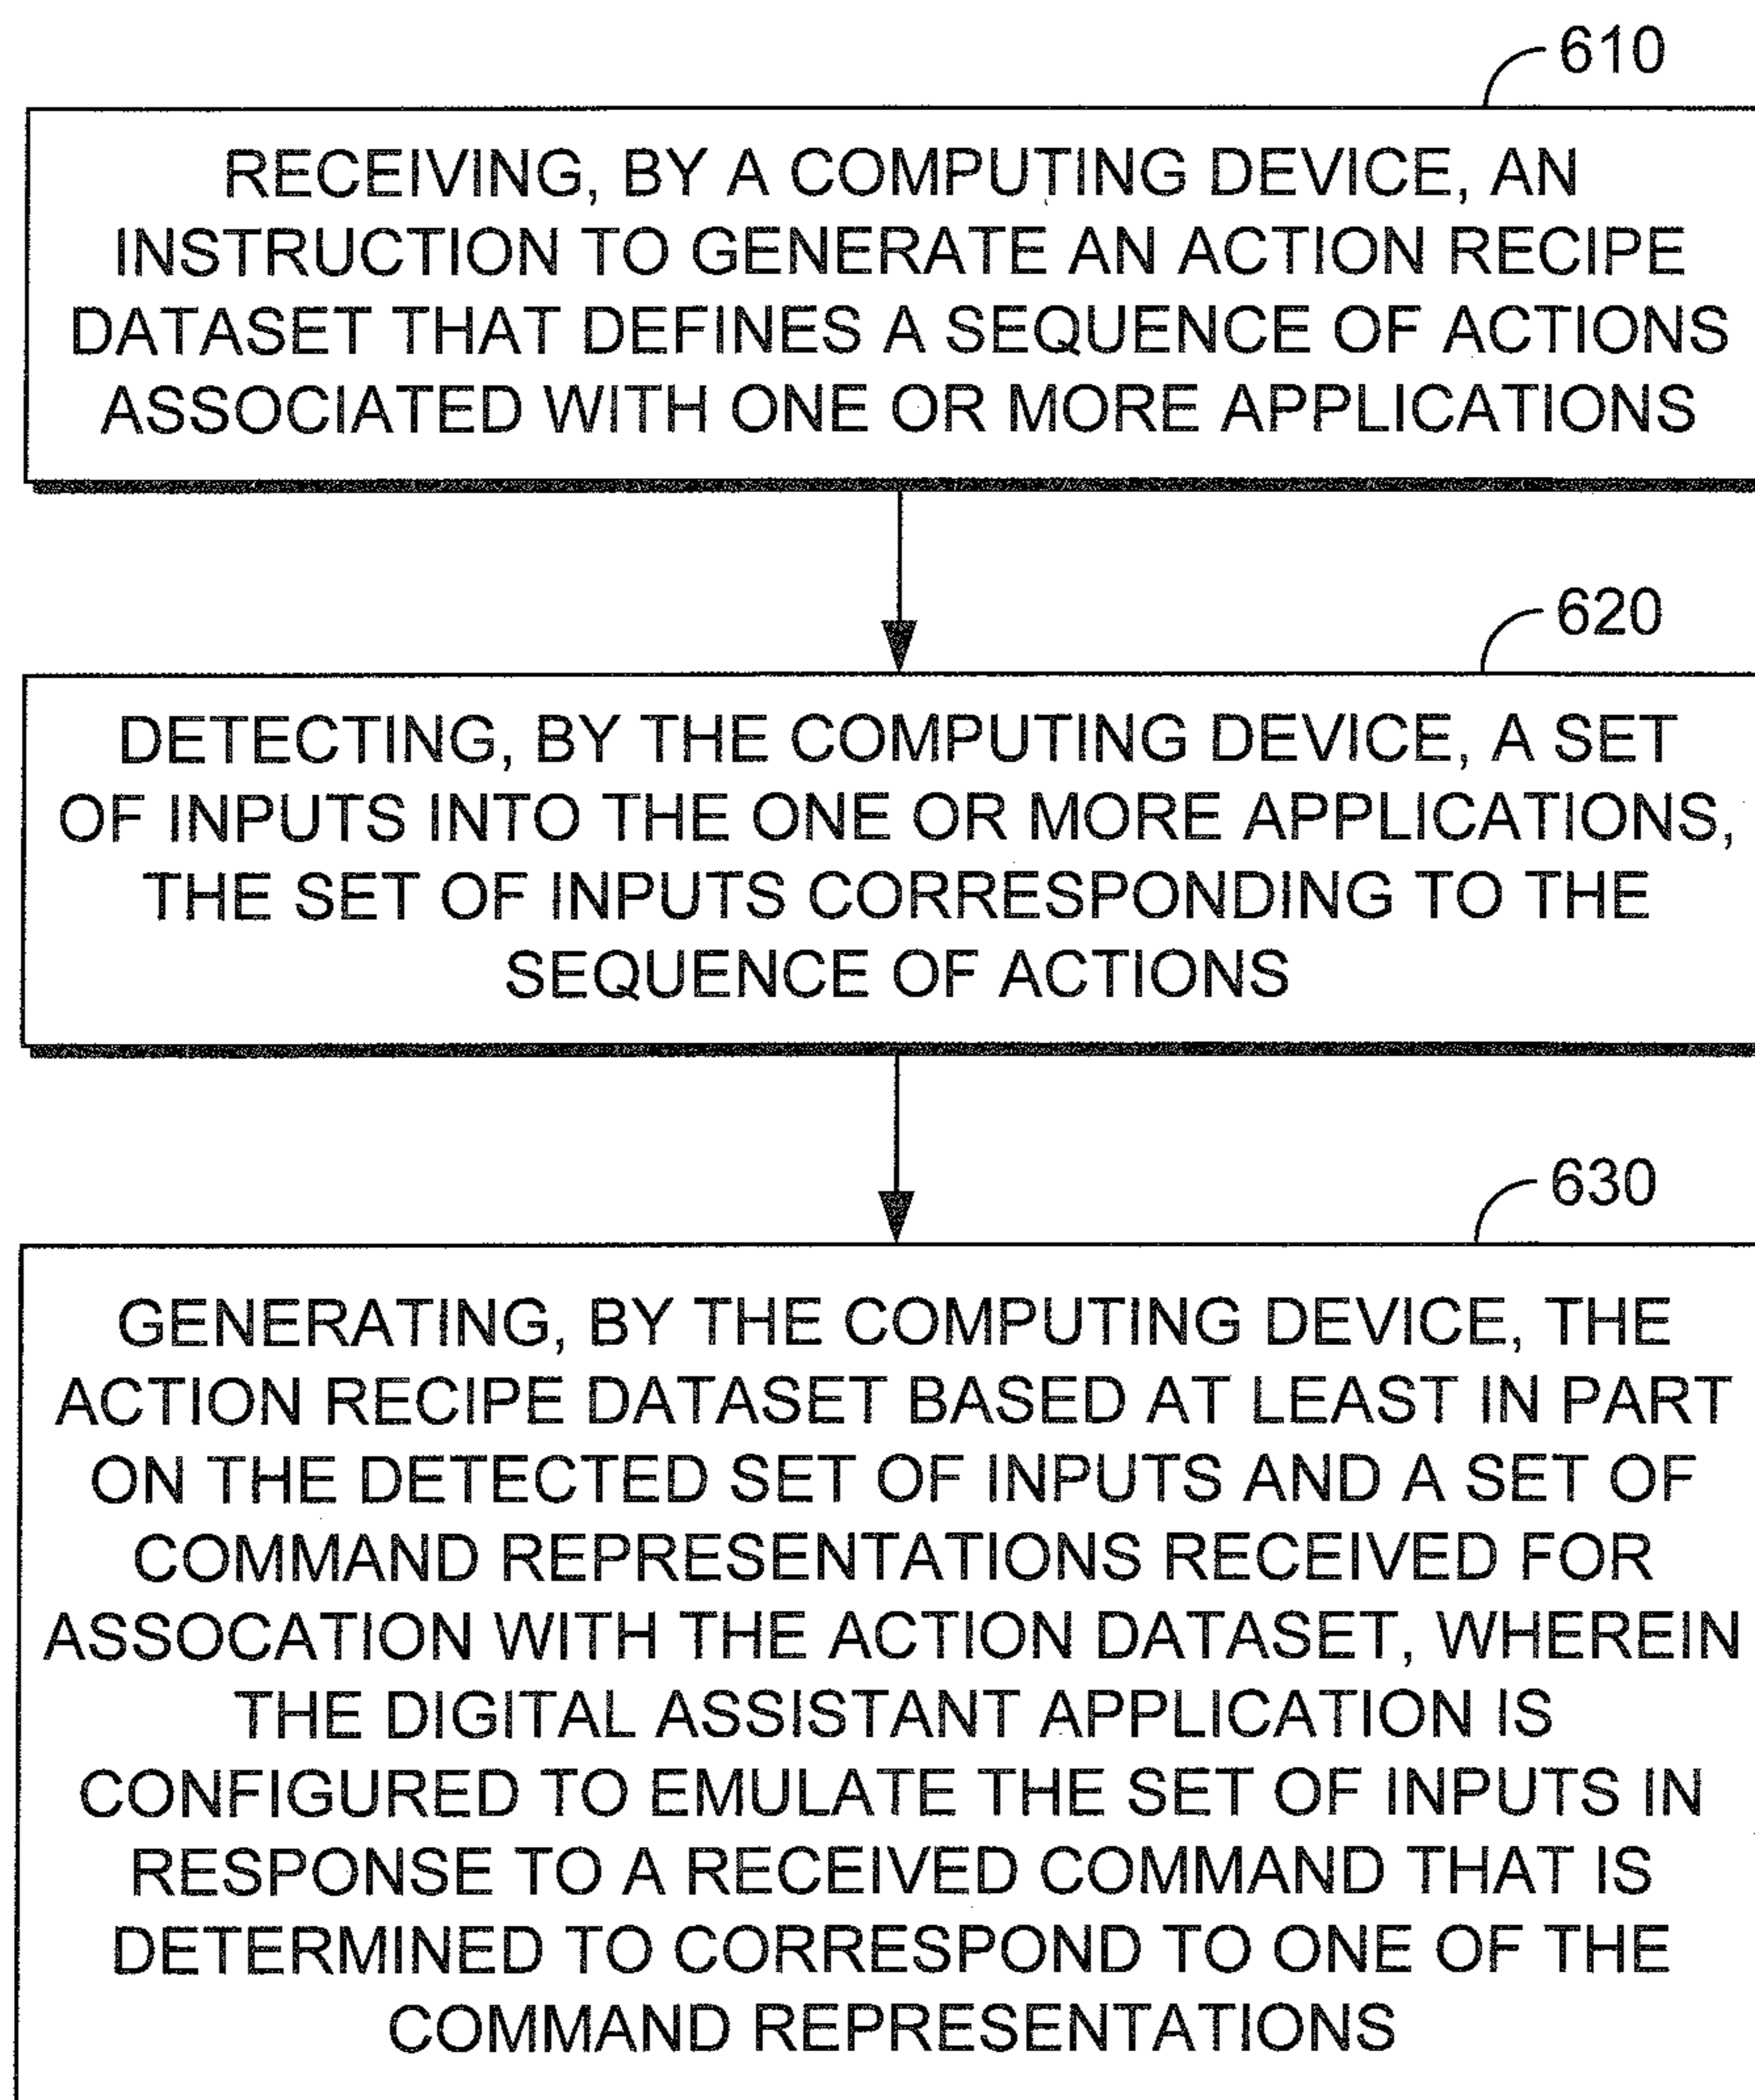 610
RECEIVING, BY A COMPUTING DEVICE, AN
INSTRUCTION TO GENERATE AN ACTION RECIPE
DATASET THAT DEFINES A SEQUENCE OF ACTIONS
ASSOCIATED WITH ONE OR MORE APPLICATIONS
620
DETECTING, BY THE COMPUTING DEVICE, A SET
OF INPUTS INTO THE ONE OR MORE APPLICATIONS,
THE SET OF INPUTS CORRESPONDING TO THE
SEQUENCE OF ACTIONS
630
GENERATING, BY THE COMPUTING DEVICE, THE
ACTION RECIPE DATASET BASED AT LEAST IN PART
ON THE DETECTED SET OF INPUTS AND A SET OF
COMMAND REPRESENTATIONS RECEIVED FOR
ASSOCATION WITH THE ACTION DATASET, WHEREIN
THE DIGITAL ASSISTANT APPLICATION IS
CONFIGURED TO EMULATE THE SET OF INPUTS IN
RESPONSE TO A RECEIVED COMMAND THAT IS
DETERMINED TO CORRESPOND TO ONE OF THE
COMMAND REPRESENTATIONS